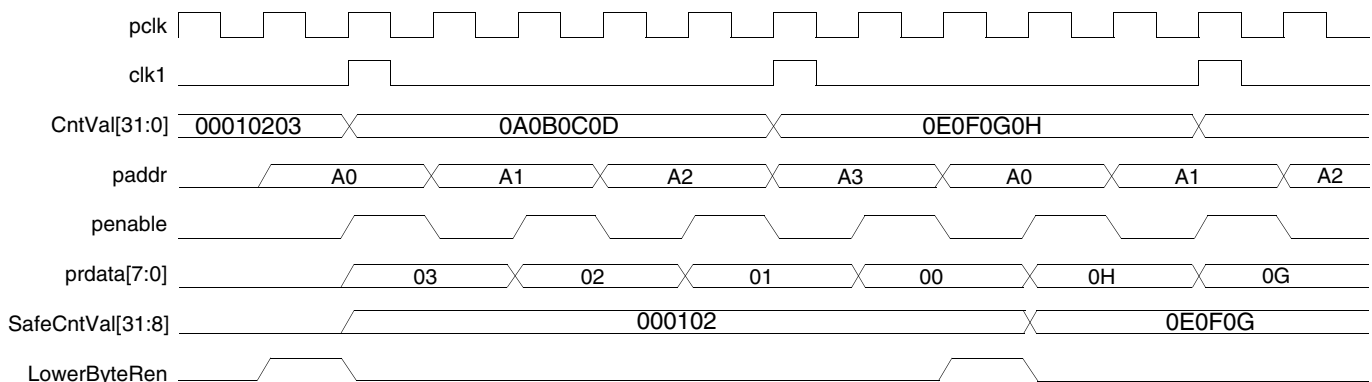 pclk
clk1
CntVal[31:0] 00010203 0A0B0C0D 0E0F0G0H
paddr A0 A1 A2 A3 A0 A1 A2
penable
prdata[7:0] 03 02 01 00 0H 0G
SafeCntVal[31:8] 000102 0E0F0G
LowerByteRen